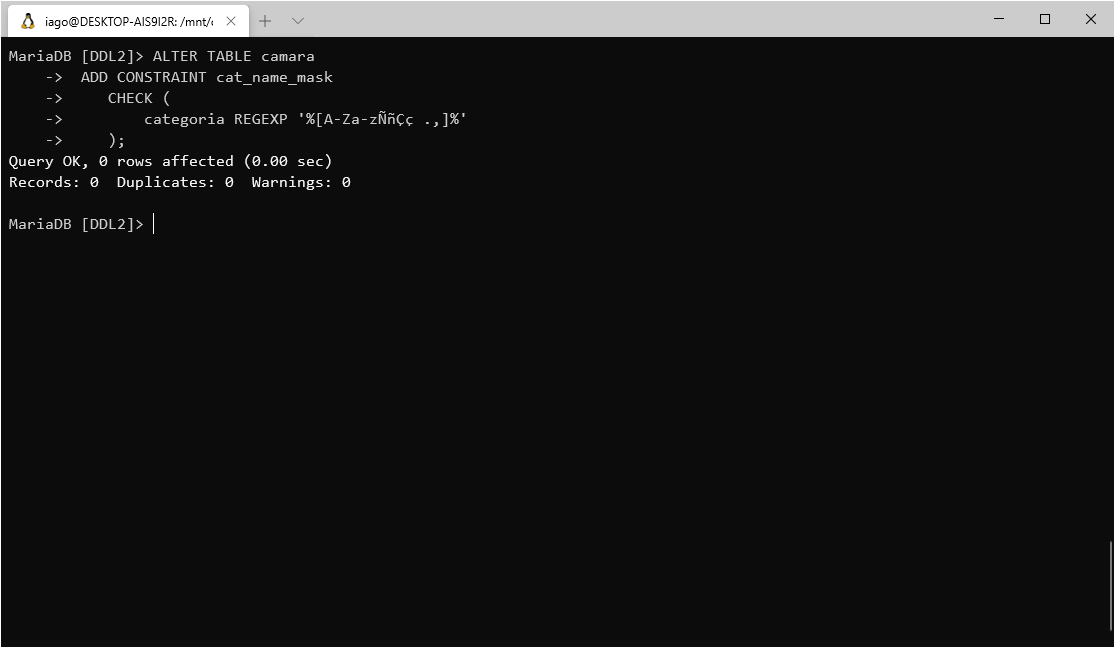 iago@DESKTOP-AIS9I2R: /mnt/c
MariaDB [DDL2]> ALTER TABLE camara
    ->  ADD CONSTRAINT cat_name_mask
    ->     CHECK (
    ->         categoria REGEXP '%[A-Za-zÑñÇç .,]%'
    ->     );
Query OK, 0 rows affected (0.00 sec)
Records: 0  Duplicates: 0  Warnings: 0
MariaDB [DDL2]>